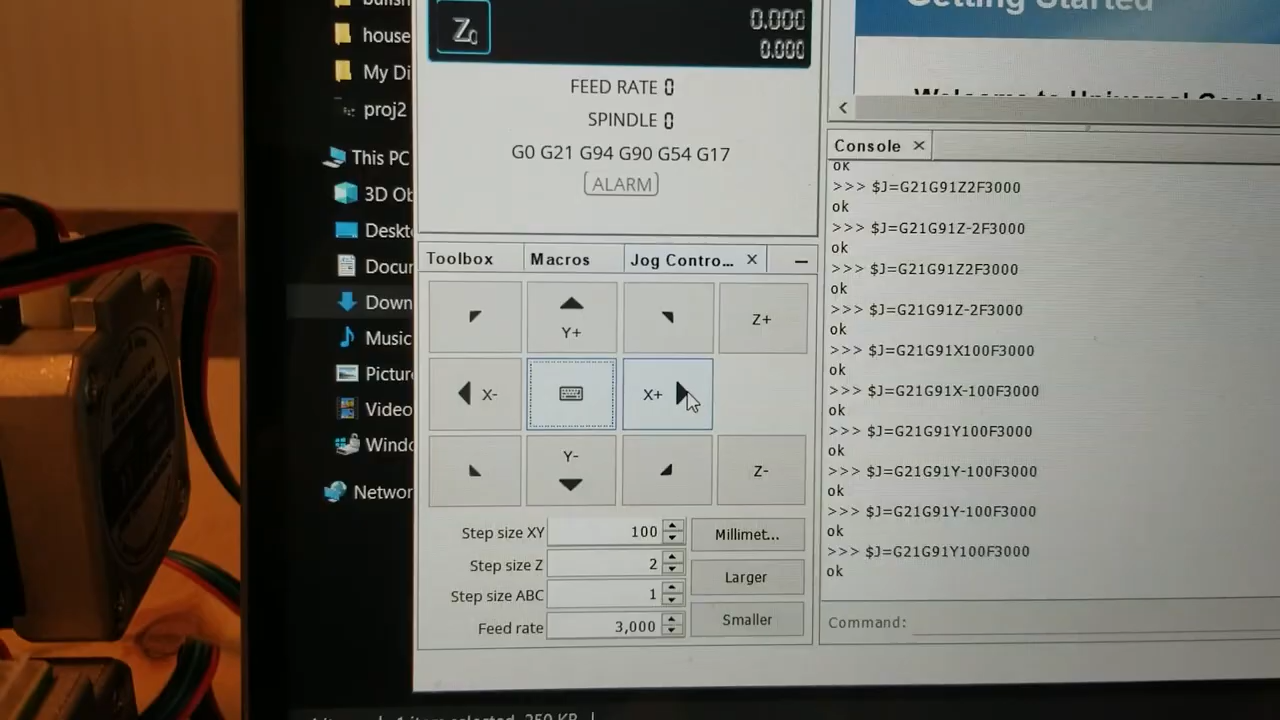 house
My Di
proj2
This PC
3D Ob
Deskt
Docu
Down
Music
Pictur
Video
Windo
Networ
Z0
0.000
0.000
FEED RATE 0
SPINDLE 0
G0 G21 G94 G90 G54 G17
ALARM
Toolbox
Macros
Jog Contro... ×
Y+
Z+
X-
X+
Y-
Z-
Step size XY 100 Millimet...
Step size Z 2
Larger
Step size ABC 1
Smaller
Feed rate 3,000
Getting Started
Console ×
ok
>>> $J=G21G91Z2F3000
ok
>>> $J=G21G91Z-2F3000
ok
>>> $J=G21G91Z2F3000
ok
>>> $J=G21G91Z-2F3000
ok
>>> $J=G21G91X100F3000
ok
>>> $J=G21G91X-100F3000
ok
>>> $J=G21G91Y100F3000
ok
>>> $J=G21G91Y-100F3000
ok
>>> $J=G21G91Y-100F3000
ok
>>> $J=G21G91Y100F3000
ok
Command: